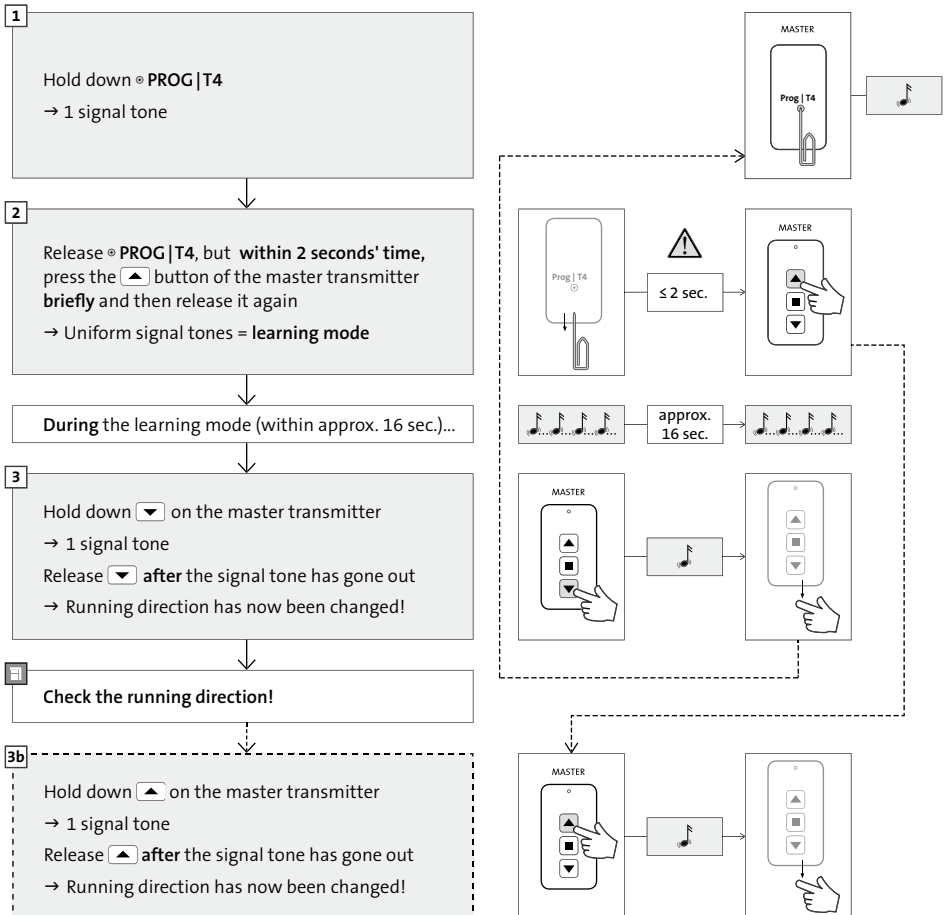 1
Hold down ⊙ PROG|T4
→ 1 signal tone
MASTER
Prog | T4
2
Release ⊙ PROG|T4, but within 2 seconds' time,
press the ▲ button of the master transmitter
briefly and then release it again
→ Uniform signal tones = learning mode
Prog | T4
≤ 2 sec.
MASTER
During the learning mode (within approx. 16 sec.)...
approx.
16 sec.
3
Hold down ▼ on the master transmitter
→ 1 signal tone
Release ▼ after the signal tone has gone out
→ Running direction has now been changed!
MASTER
Check the running direction!
3b
Hold down ▲ on the master transmitter
→ 1 signal tone
Release ▲ after the signal tone has gone out
→ Running direction has now been changed!
MASTER